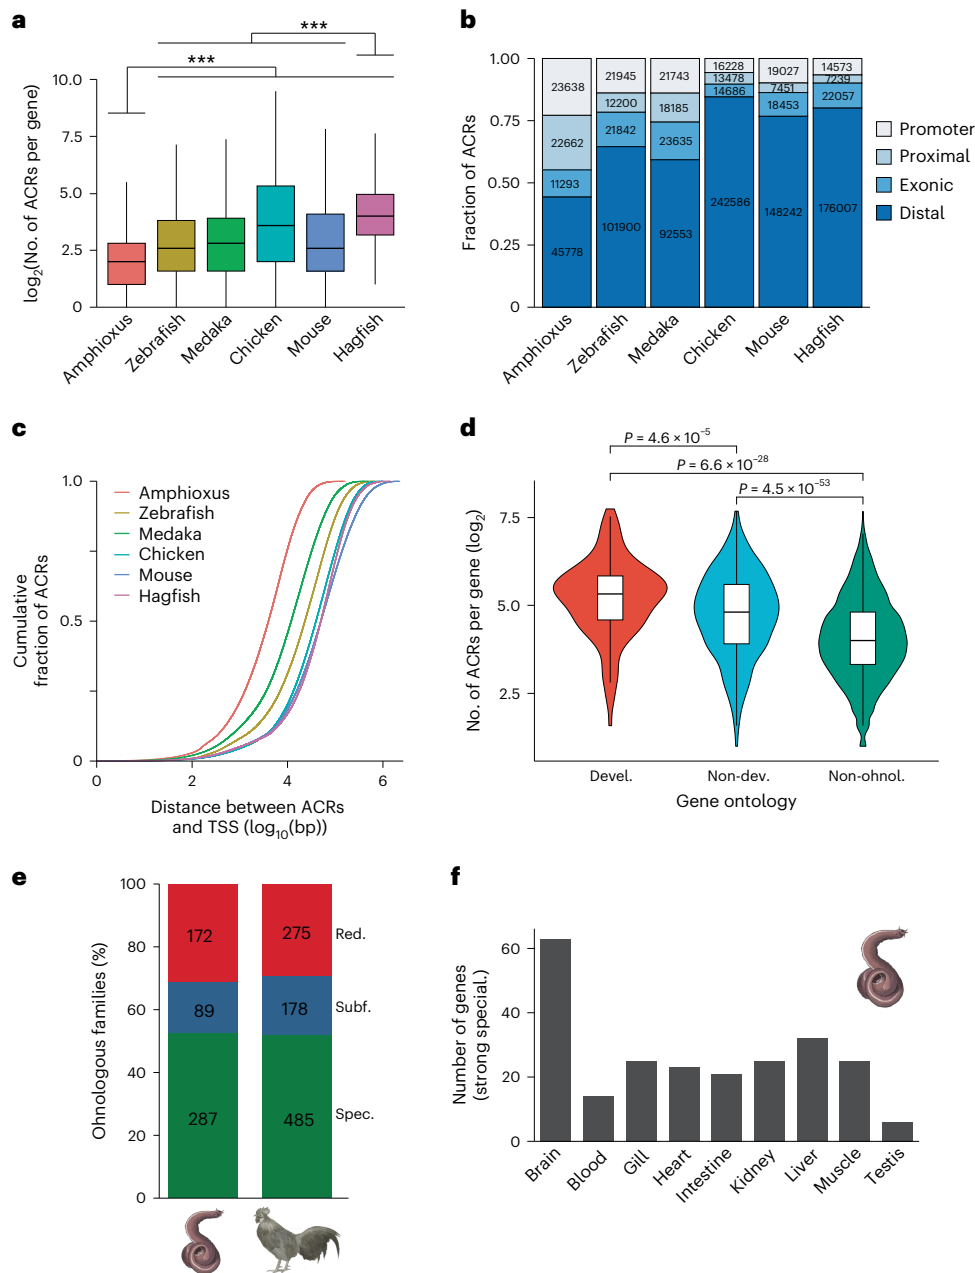 a
***
***
10.0
7.5
5.0
2.5
0
log2(No. of ACRs per gene)
Amphioxus
Zebrafish
Medaka
Chicken
Mouse
Hagfish
b
1.00
0.75
0.50
0.25
0
Fraction of ACRs
23638
22662
11293
45778
21945
12200
21842
101900
21743
18185
23635
92553
16228
13478
14686
242586
19027
7451
18453
148242
14573
7239
22057
176007
Amphioxus
Zebrafish
Medaka
Chicken
Mouse
Hagfish
Promoter
Proximal
Exonic
Distal
c
1.0
0.5
0
Cumulative
fraction of ACRs
Amphioxus
Zebrafish
Medaka
Chicken
Mouse
Hagfish
0 2 4 6
Distance between ACRs
and TSS (log10(bp))
d
P = 4.6 × 10−5
P = 6.6 × 10−28
P = 4.5 × 10−53
7.5
5.0
2.5
No. of ACRs per gene (log2)
Devel. Non-dev. Non-ohnol.
Gene ontology
e
100
80
60
40
20
0
Ohnologous families (%)
172
89
287
275
178
485
Red.
Subf.
Spec.
f
60
40
20
0
Number of genes
(strong special.)
Brain
Blood
Gill
Heart
Intestine
Kidney
Liver
Muscle
Testis